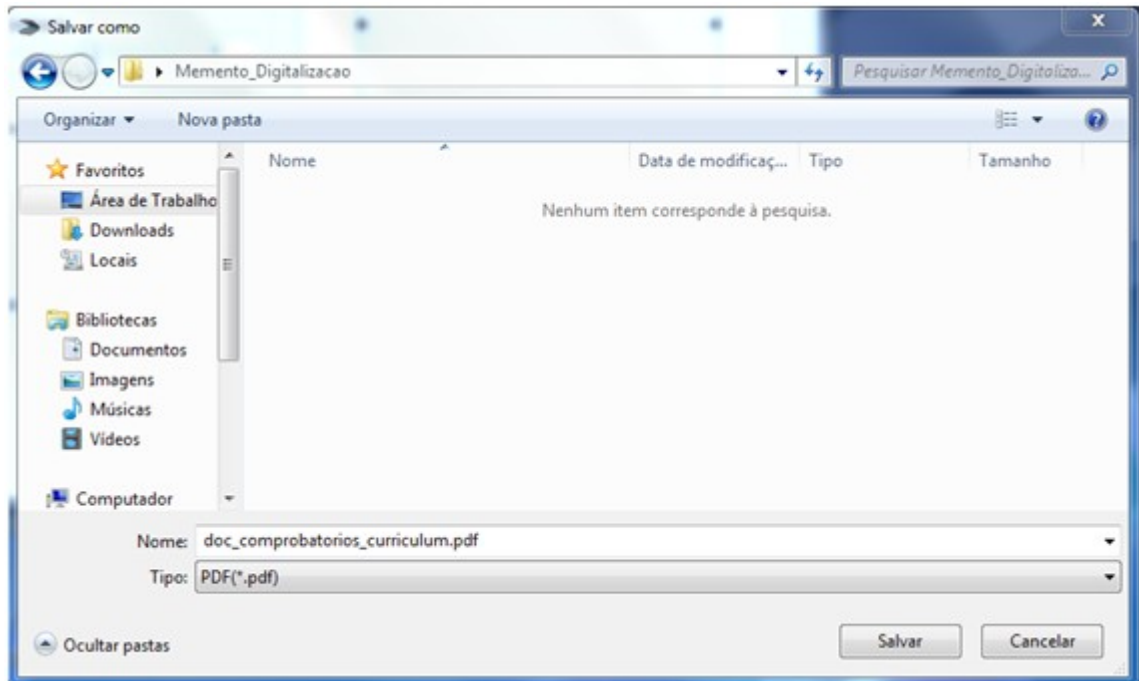 Salvar como
Memento_Digitalizacao
Pesquisar Memento_Digitaliza...
Organizar
Nova pasta
Nome
Data de modificaç...
Tipo
Tamanho
Nenhum item corresponde à pesquisa.
Favoritos
Área de Trabalho
Downloads
Locais
Bibliotecas
Documentos
Imagens
Músicas
Vídeos
Computador
Nome: doc_comprobatorios_curriculum.pdf
Tipo: PDF(*.pdf)
Ocultar pastas
Salvar
Cancelar